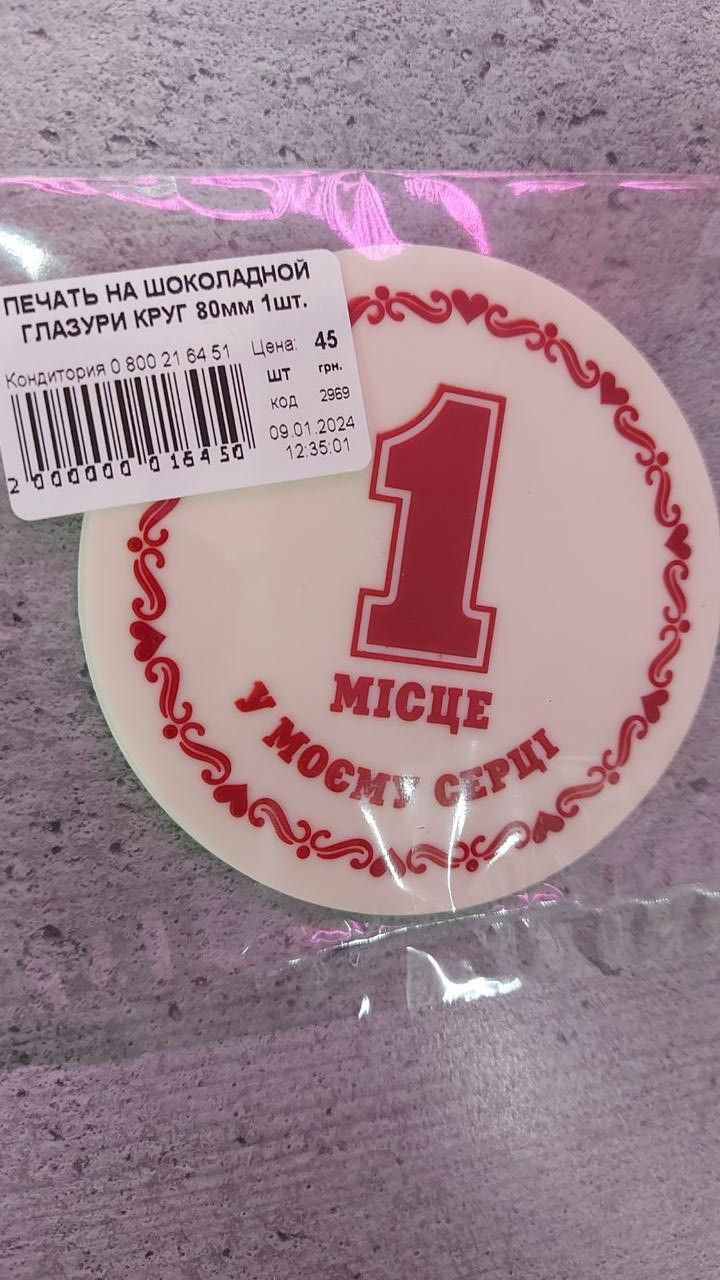 ПЕЧАТЬ НА ШОКОЛАДНОЙ
ГЛАЗУРИ КРУГ 80мм 1шт.
Кондитория 0 800 21 64 51
Цена: 45
шт грн.
код 2969
09.01.2024
12:35:01
2 000000 016450
1
МІСЦЕ
У МОЄМУ СЕРЦІ